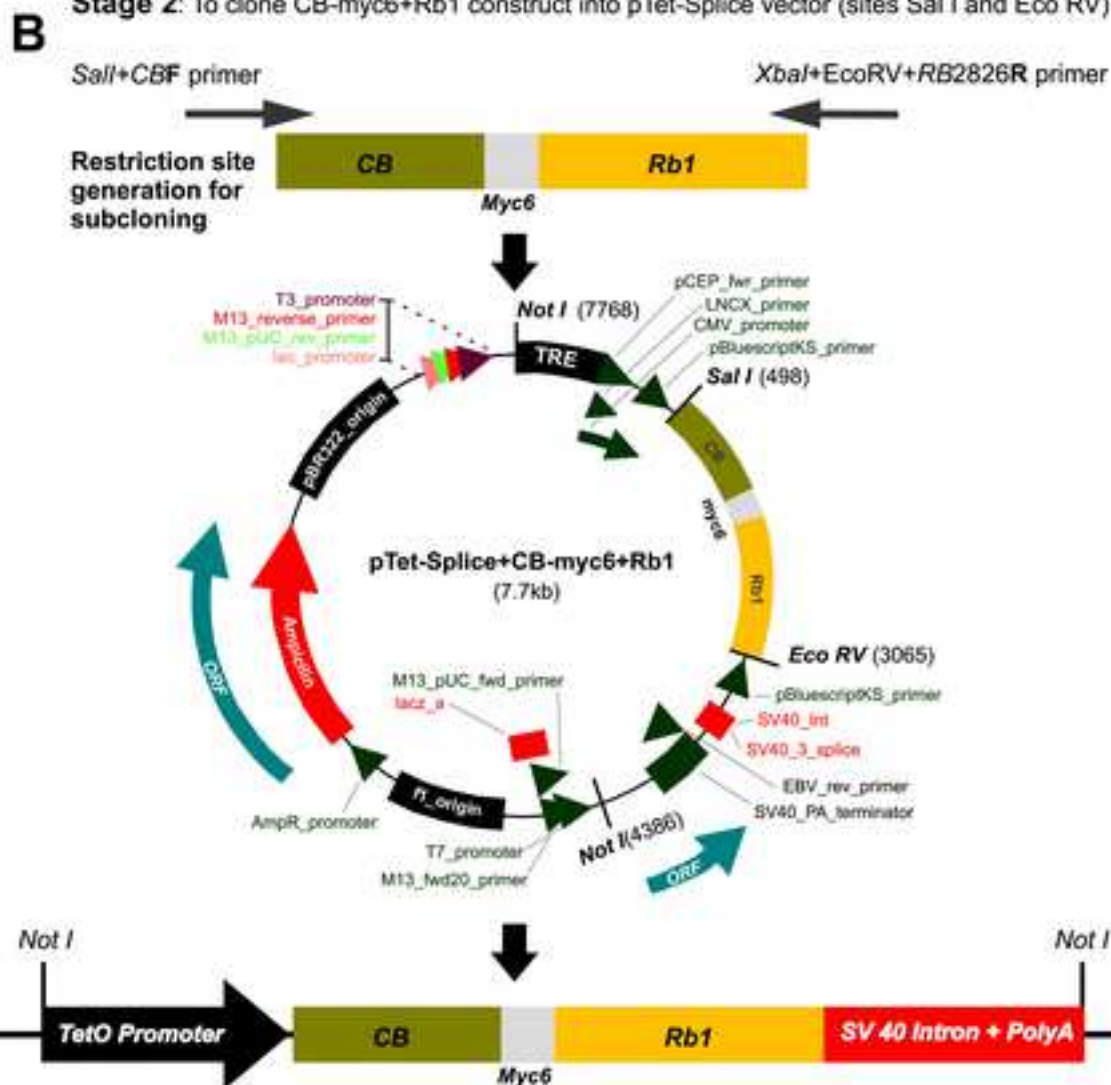 Stage 2: To clone CB-myc6+Rb1 construct into pTet-Splice vector (sites Sal I and Eco RV)
B
SalI+CBF primer
XbaI+EcoRV+RB2826R primer
Restriction site
generation for
subcloning
CB
Rb1
Myc6
T3_promoter
M13_reverse_primer
M13_pUC_rev_primer
lac_promoter
Not I (7768)
pCEP_fwr_primer
LNCX_primer
CMV_promoter
pBluescriptKS_primer
TRE
Sal I (498)
pBR322_origin
CB
myc6
Rb1
pTet-Splice+CB-myc6+Rb1
(7.7kb)
Ampicillin
ORF
Eco RV (3065)
M13_pUC_fwd_primer
lacz_a
pBluescriptKS_primer
SV40_int
SV40_3_splice
EBV_rev_primer
SV40_PA_terminator
f1_origin
AmpR_promoter
Not I(4386)
T7_promoter
M13_fwd20_primer
ORF
Not I
Not I
TetO Promoter
CB
Rb1
SV 40 Intron + PolyA
Myc6